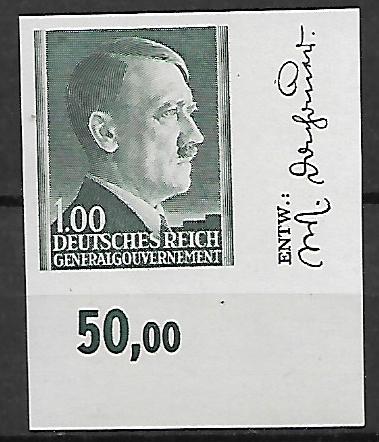 1.00
DEUTSCHES REICH
GENERALGOUVERNEMENT
50,00
ENTW.: